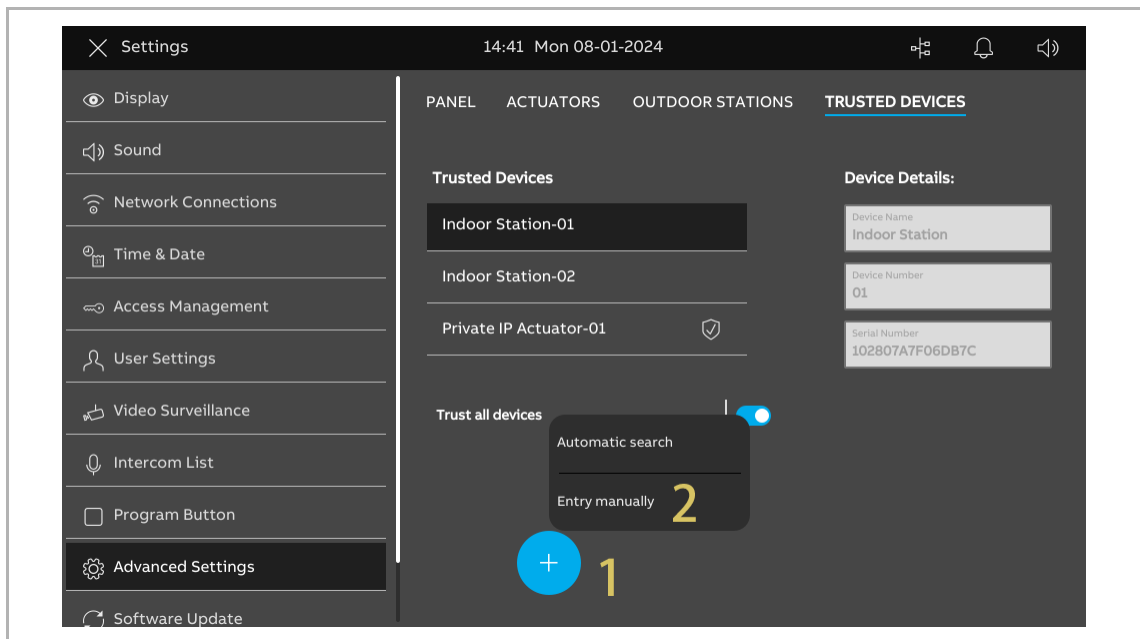 Settings
14:41 Mon 08-01-2024
Display
Sound
Network Connections
Time & Date
31
Access Management
User Settings
Video Surveillance
Intercom List
Program Button
Advanced Settings
Software Update
PANEL ACTUATORS OUTDOOR STATIONS TRUSTED DEVICES
Trusted Devices
Indoor Station-01
Indoor Station-02
Private IP Actuator-01
Trust all devices
Automatic search
Entry manually
2
+
1
Device Details:
Device Name
Indoor Station
Device Number
01
Serial Number
102807A7F06DB7C